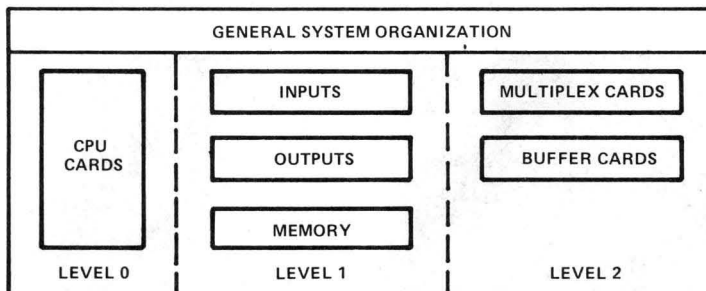 GENERAL SYSTEM ORGANIZATION
CPU
CARDS
LEVEL 0
INPUTS
OUTPUTS
MEMORY
LEVEL 1
MULTIPLEX CARDS
BUFFER CARDS
LEVEL 2